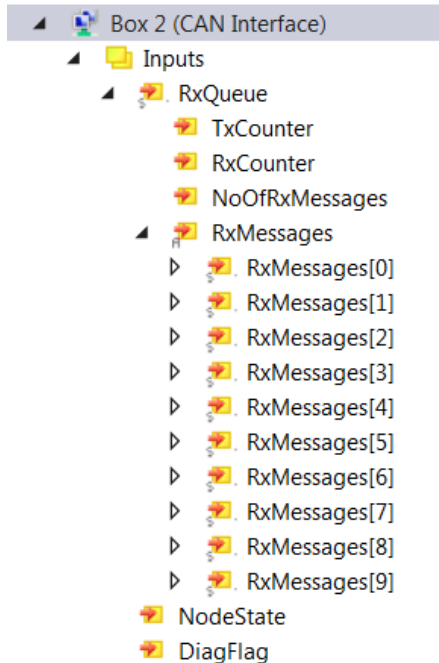 Box 2 (CAN Interface)
Inputs
RxQueue
TxCounter
RxCounter
NoOfRxMessages
RxMessages
RxMessages[0]
RxMessages[1]
RxMessages[2]
RxMessages[3]
RxMessages[4]
RxMessages[5]
RxMessages[6]
RxMessages[7]
RxMessages[8]
RxMessages[9]
NodeState
DiagFlag